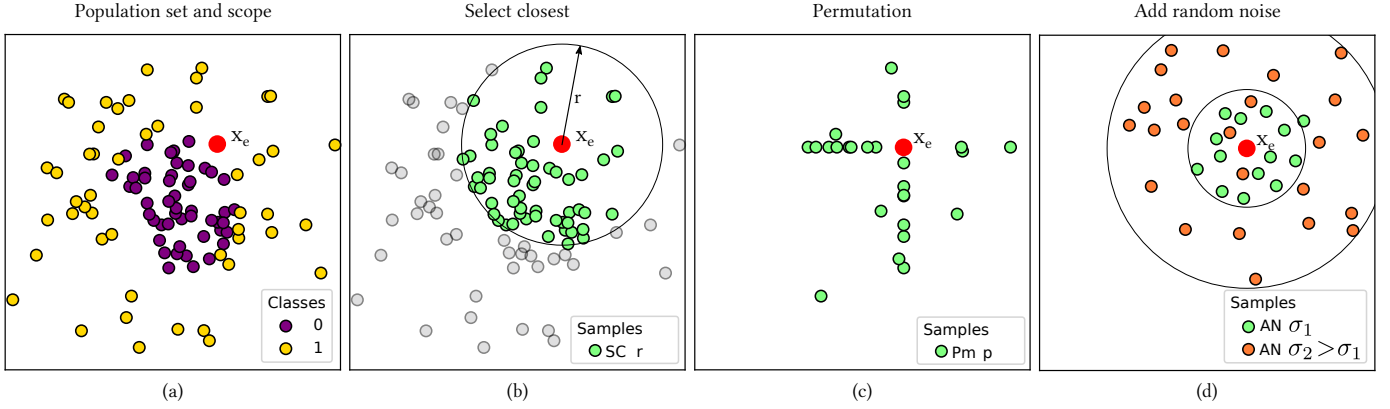 Population set and scope
Select closest
Permutation
Add random noise
xₑ
Classes
0
1
(a)
r
xₑ
Samples
SC r
(b)
xₑ
Samples
Pm p
(c)
xₑ
Samples
AN σ₁
AN σ₂>σ₁
(d)